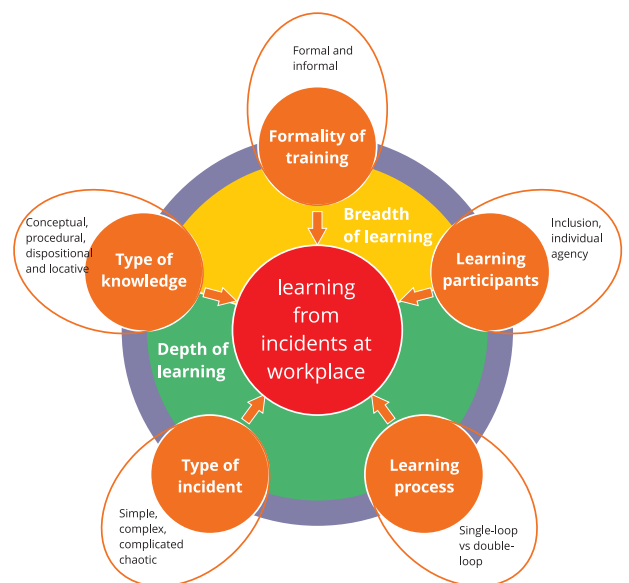 Formal and
informal
Formality of
training
Breadth
of learning
Conceptual,
procedural,
dispositional
and locative
Type of
knowledge
Inclusion,
individual
agency
Learning
participants
learning
from
incidents at
workplace
Depth of
learning
Type of
incident
Simple,
complex,
complicated
chaotic
Learning
process
Single-loop
vs double-
loop